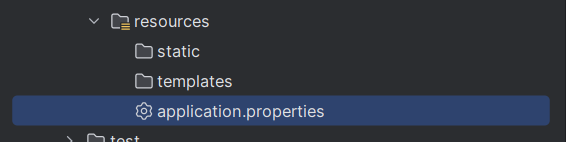 resources
static
templates
application.properties
test